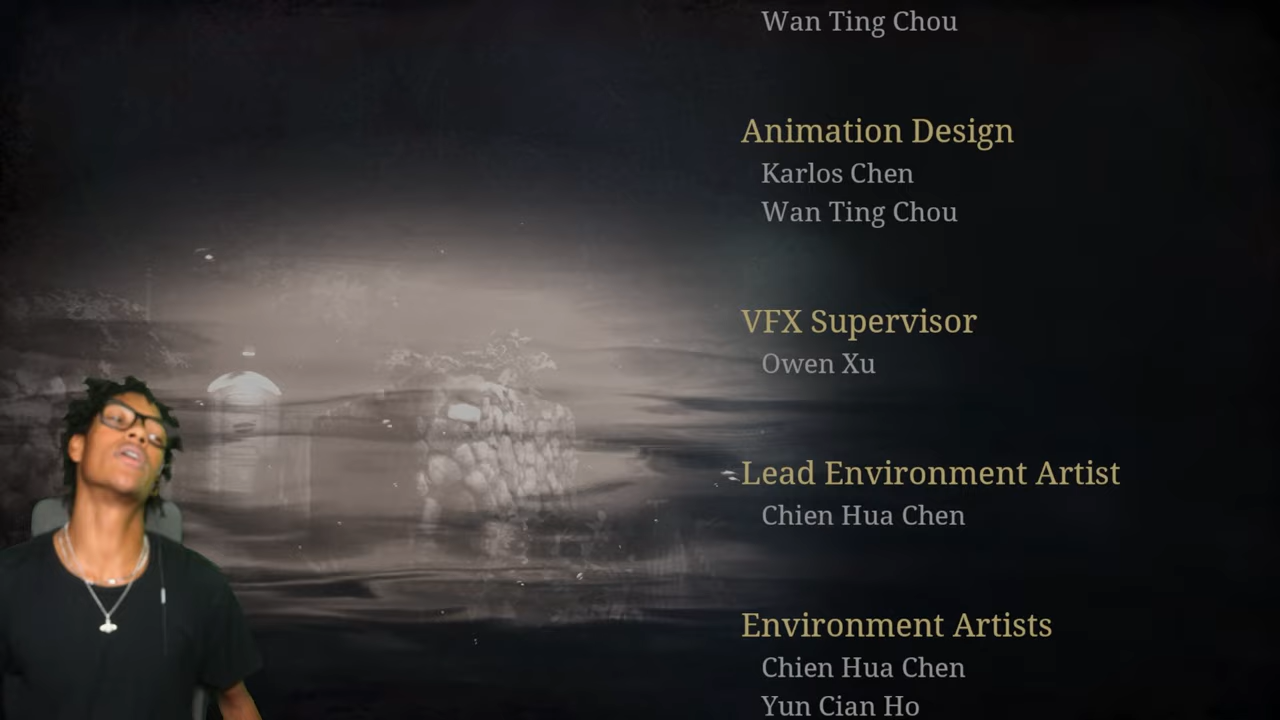 Wan Ting Chou
Animation Design
Karlos Chen
Wan Ting Chou
VFX Supervisor
Owen Xu
Lead Environment Artist
Chien Hua Chen
Environment Artists
Chien Hua Chen
Yun Cian Ho